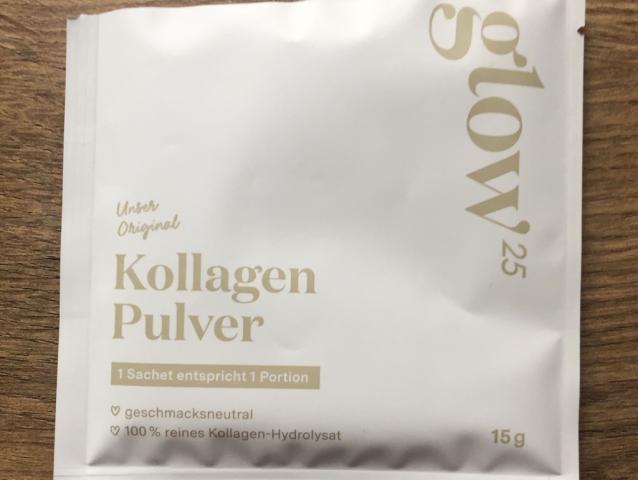 glow25
Unser
Original
Kollagen
Pulver
1 Sachet entspricht 1 Portion
♡ geschmacksneutral
♡ 100 % reines Kollagen-Hydrolysat
15 g